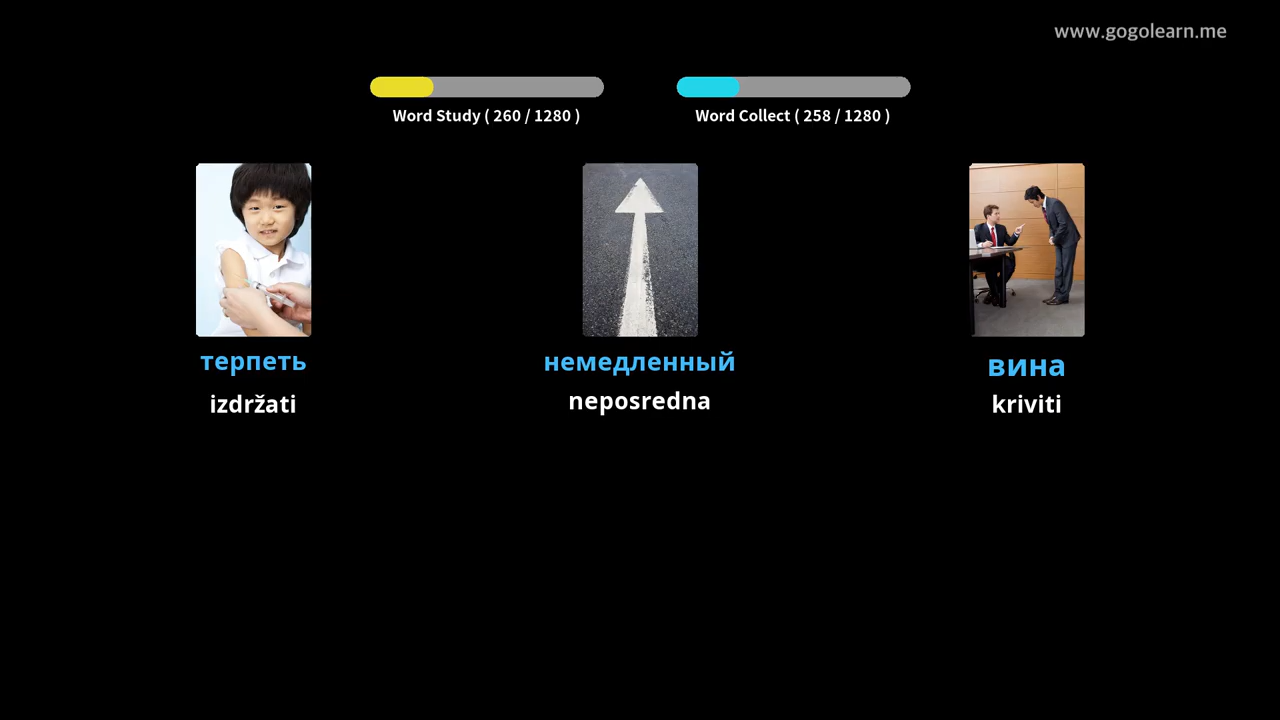 www.gogolearn.me
Word Study ( 260 / 1280 )
Word Collect ( 258 / 1280 )
терпеть
izdržati
немедленный
neposredna
вина
kriviti